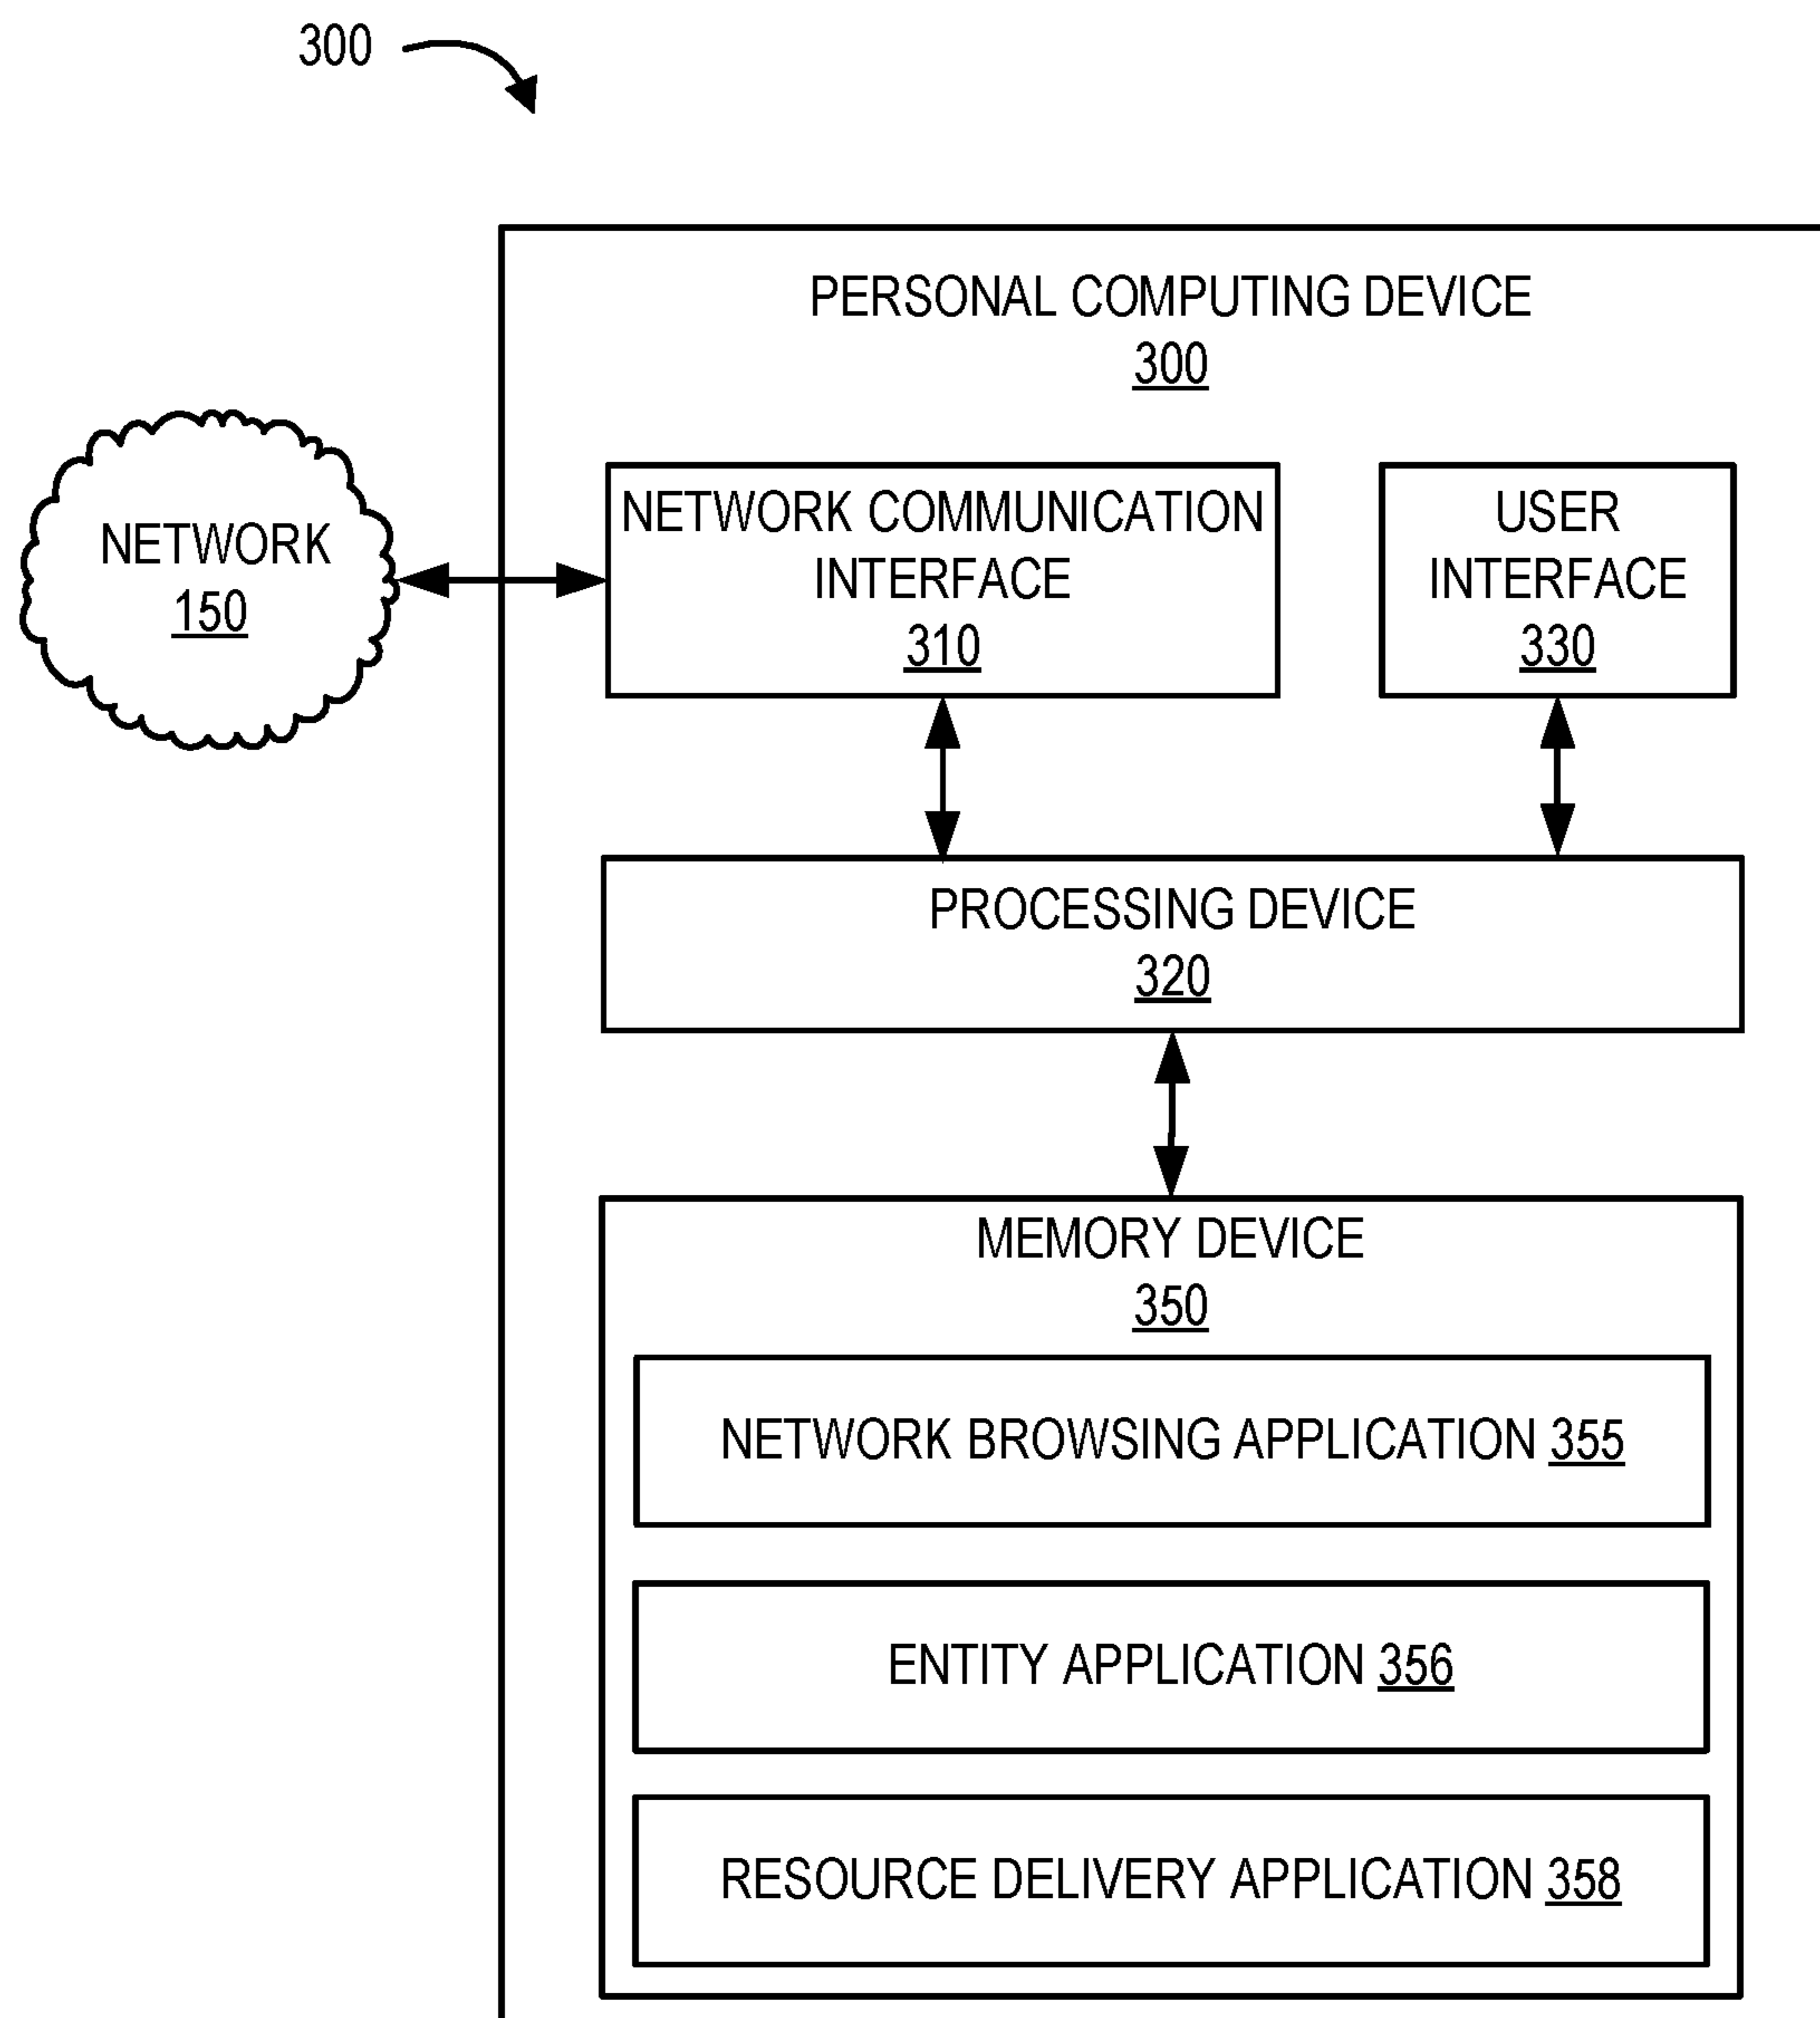 300
PERSONAL COMPUTING DEVICE
300
NETWORK
150
NETWORK COMMUNICATION
INTERFACE
310
USER
INTERFACE
330
PROCESSING DEVICE
320
MEMORY DEVICE
350
NETWORK BROWSING APPLICATION 355
ENTITY APPLICATION 356
RESOURCE DELIVERY APPLICATION 358